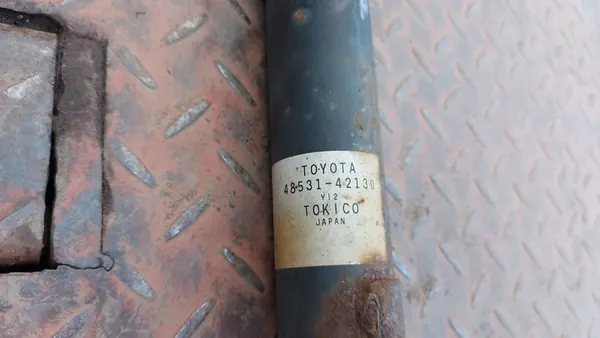 TOYOTA
48531-42130
Y12
TOKICO
JAPAN